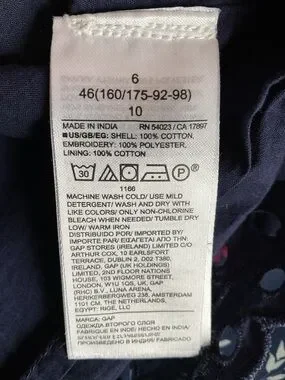 6
46(160/175-92-98)
10
MADE IN INDIA RN 54023 / CA 17897
■US/GB/EG: SHELL: 100% COTTON,
EMBROIDERY: 100% POLYESTER,
LINING: 100% COTTON
30 P
1166
MACHINE WASH COLD/ USE MILD
DETERGENT/ WASH AND DRY WITH
LIKE COLORS/ ONLY NON-CHLORINE
BLEACH WHEN NEEDED/ TUMBLE DRY
LOW/ WARM IRON
DISTRIBUIDO POR/ IMPORTED BY/
IMPORTE PAR/ ΕΙΣΑΓΕΤΑΙ ΑΠΟ ΤΗΝ:
GAP STORES (IRELAND) LIMITED C/O
ARTHUR COX, 10 EARLSFORT
TERRACE, DUBLIN 2, D02 T380,
IRELAND. GAP (UK HOLDINGS)
LIMITED, 2ND FLOOR NATIONS
HOUSE, 103 WIGMORE STREET,
LONDON, W1U 1QS, UK. GAP
(RHC) B.V., LUNA ARENA,
HERIKERBERGWEG 238, AMSTERDAM
1101 CM, THE NETHERLANDS.
EGYPT: RIGE, LLC
MARCA: GAP
ОДЕЖДА ВТОРОГО СЛОЯ
FABRIQUE EN INDE/ HECHO EN INDIA/
ПРОИЗВЕДЕНО В ИНДИИ/ FABRICADO